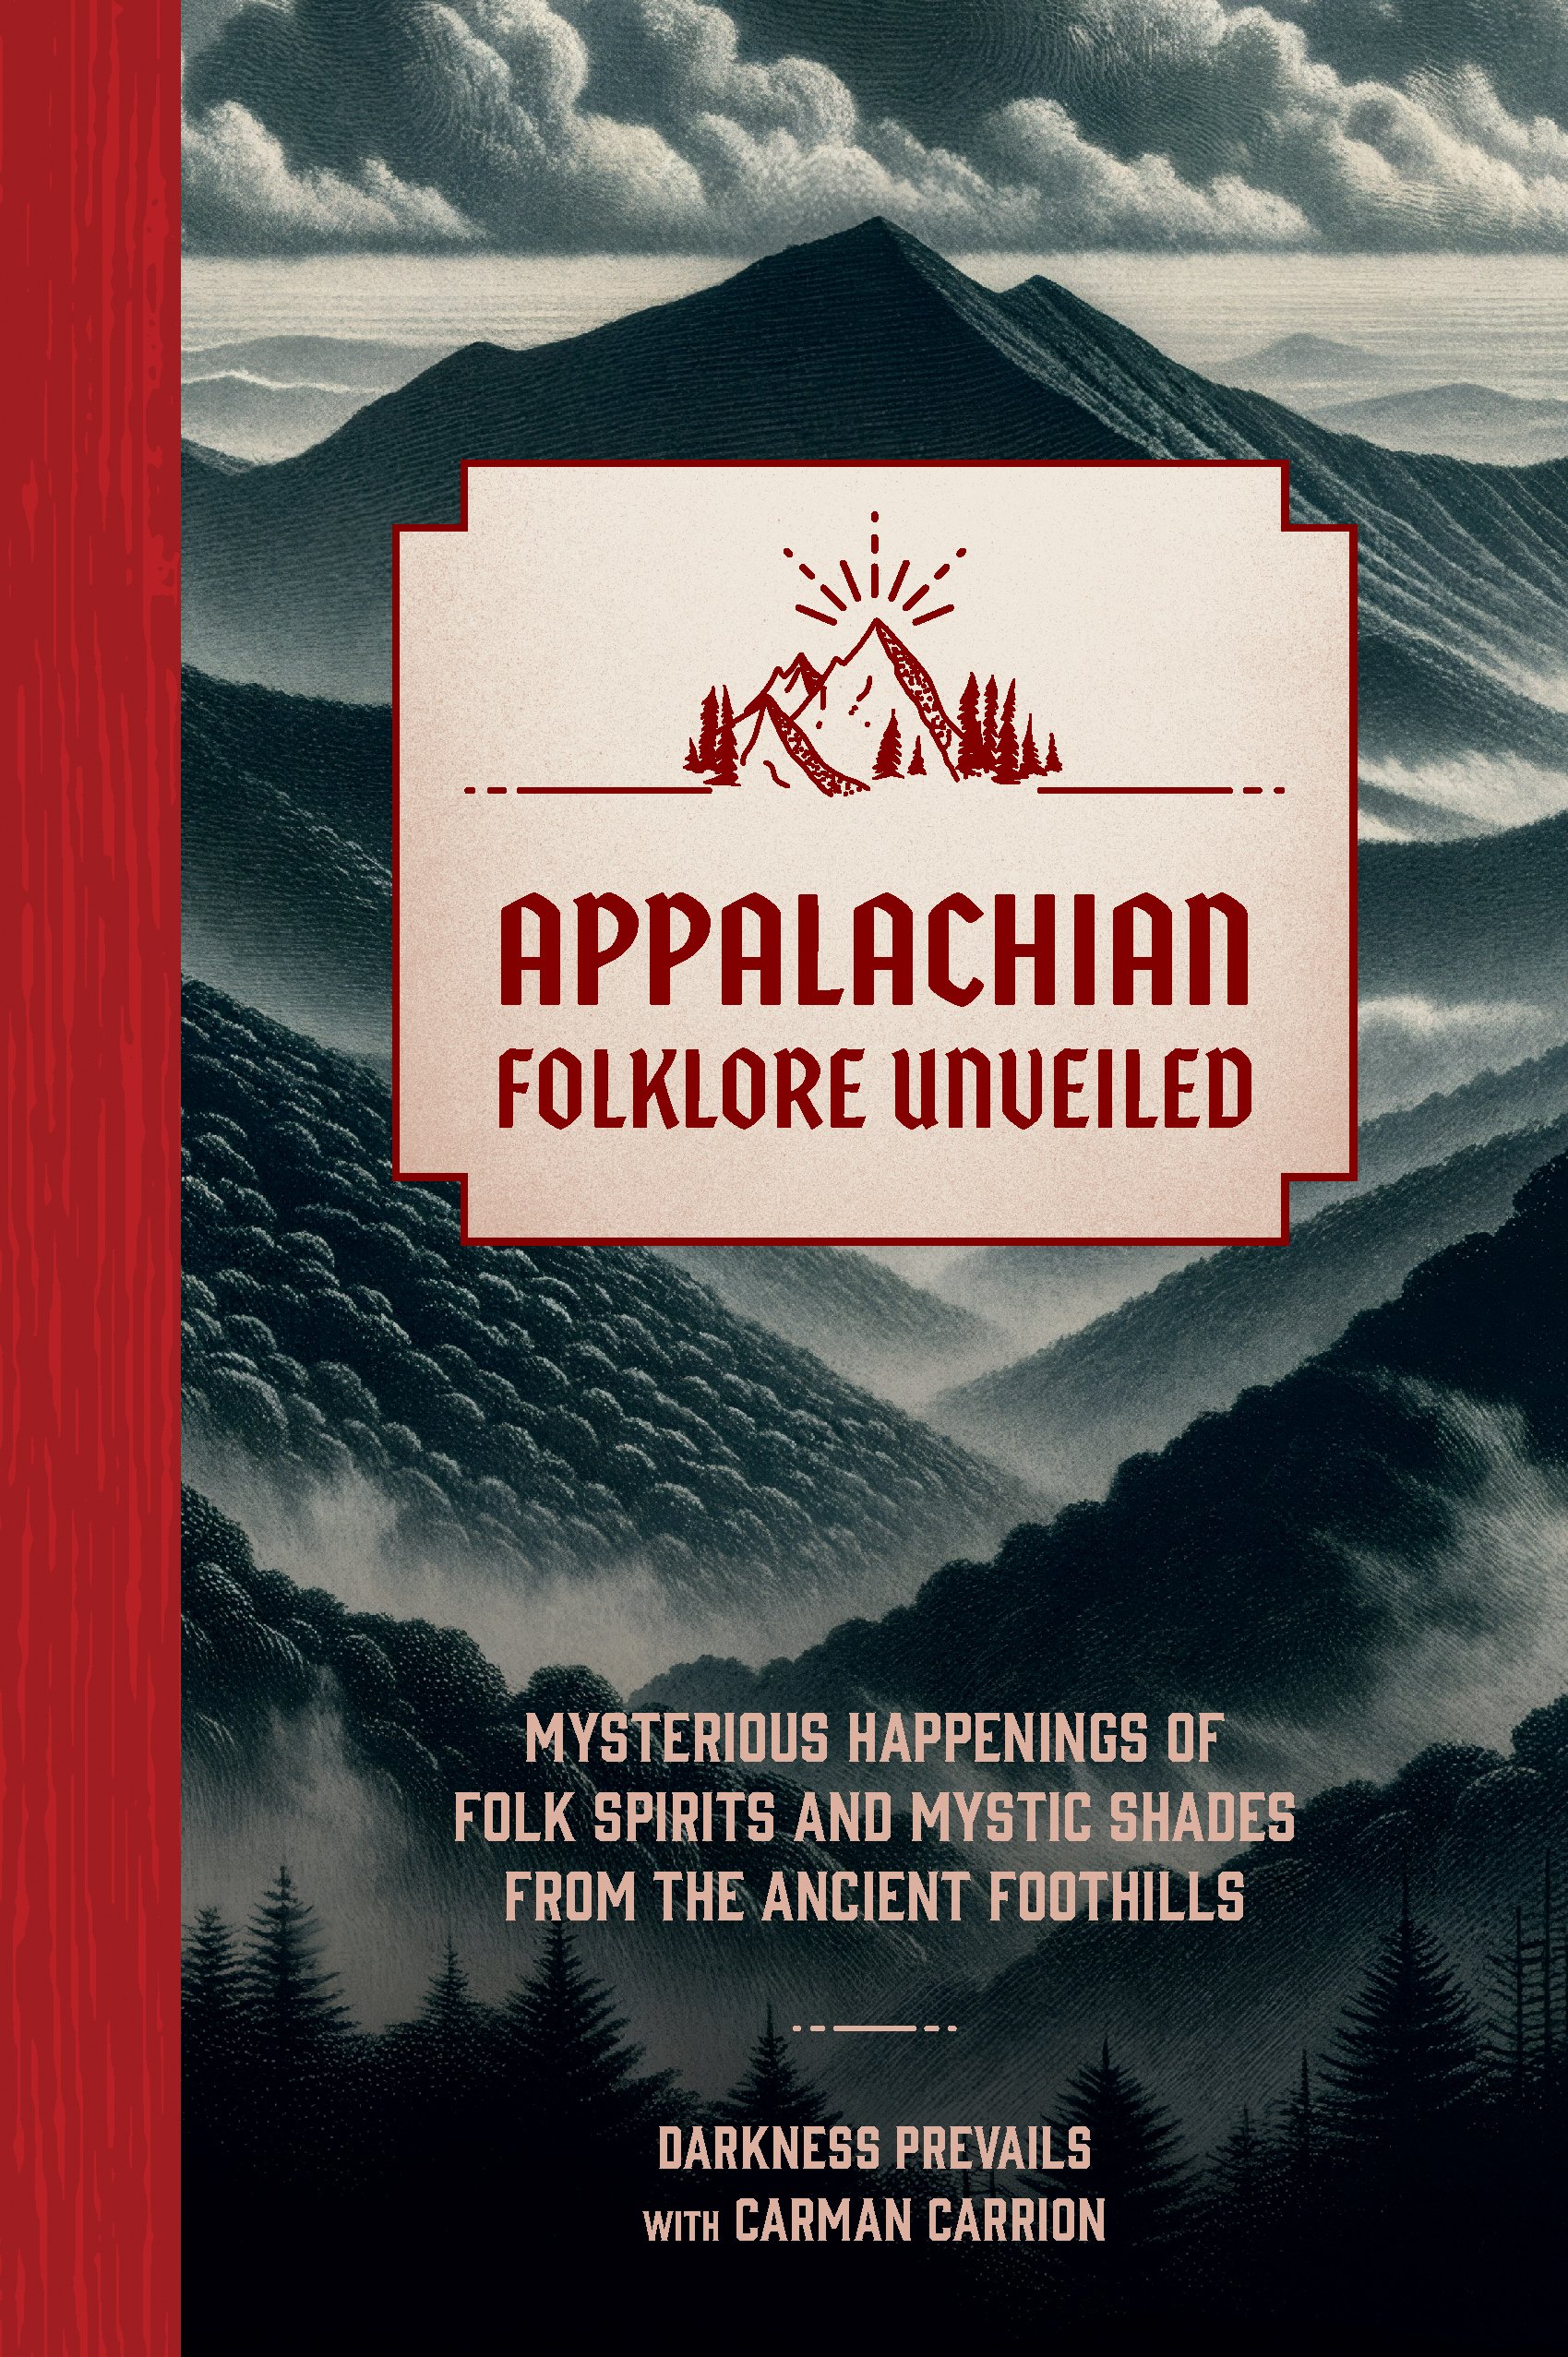 APPALACHIAN
FOLKLORE UNVEILED
MYSTERIOUS HAPPENINGS OF
FOLK SPIRITS AND MYSTIC SHADES
FROM THE ANCIENT FOOTHILLS
DARKNESS PREVAILS
WITH CARMAN CARRION